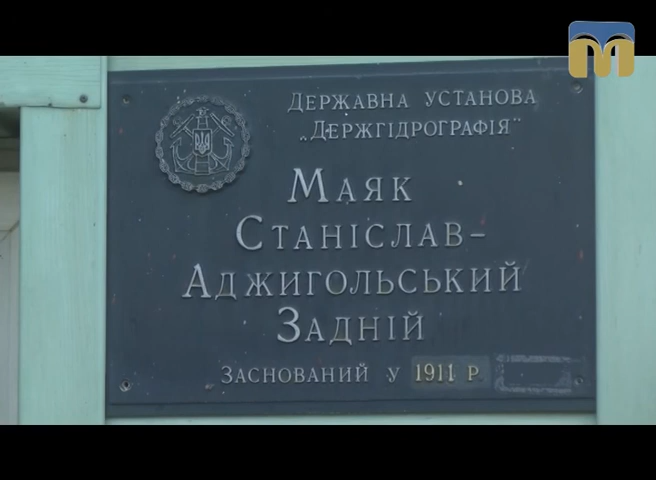 Державна установа
„Держгідрографія"
Маяк
Станіслав–
Аджигольський
Задній
Заснований у 1911 р.